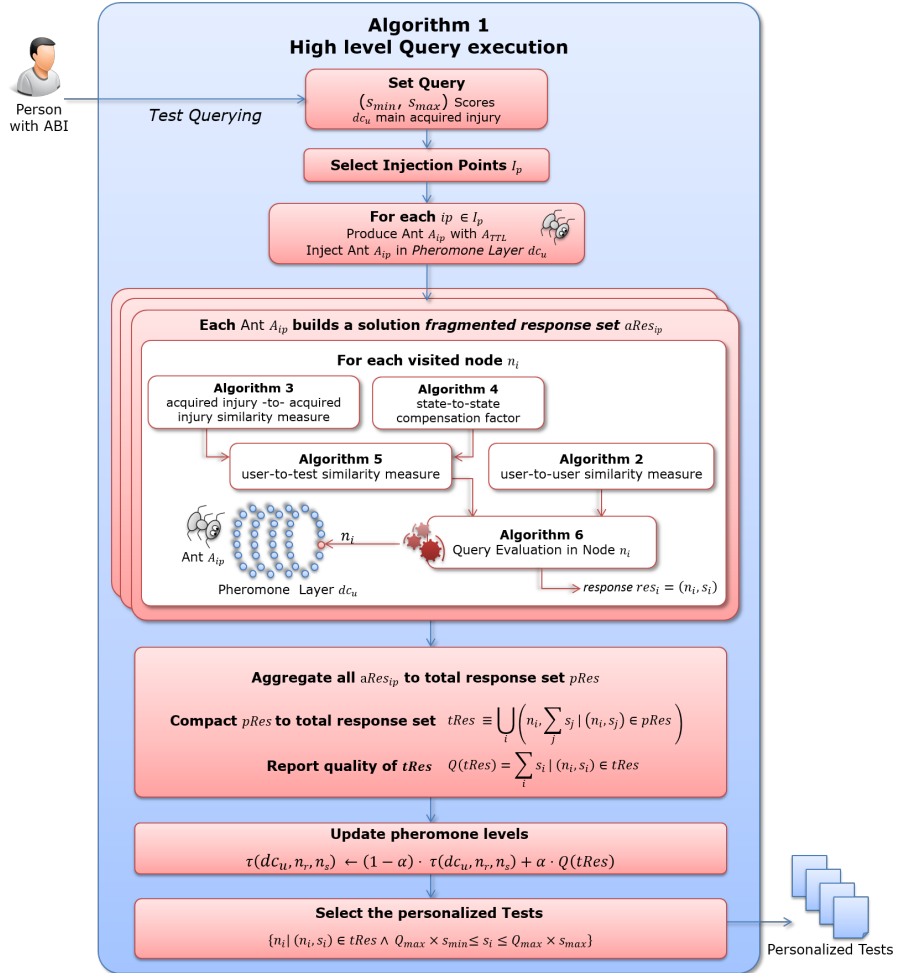 Algorithm 1
High level Query execution
Person
with ABI
Test Querying
Set Query
(s_min, s_max) Scores
dc_u main acquired injury
Select Injection Points I_p
For each ip ∈ I_p
Produce Ant A_ip with A_TTL
Inject Ant A_ip in Pheromone Layer dc_u
Each Ant A_ip builds a solution fragmented response set aRes_ip
For each visited node n_i
Algorithm 3
acquired injury -to- acquired
injury similarity measure
Algorithm 4
state-to-state
compensation factor
Algorithm 5
user-to-test similarity measure
Algorithm 2
user-to-user similarity measure
Ant A_ip
Pheromone Layer dc_u
n_i
Algorithm 6
Query Evaluation in Node n_i
response res_i = (n_i, s_i)
Aggregate all aRes_ip to total response set pRes
Compact pRes to total response set tRes ≡ ⋃_i (n_i, ∑_j s_j | (n_i, s_j) ∈ pRes)
Report quality of tRes Q(tRes) = ∑_i s_i | (n_i, s_i) ∈ tRes
Update pheromone levels
τ(dc_u, n_r, n_s) ← (1 − α) · τ(dc_u, n_r, n_s) + α · Q(tRes)
Select the personalized Tests
{n_i | (n_i, s_i) ∈ tRes ∧ Q_max × s_min ≤ s_i ≤ Q_max × s_max}
Personalized Tests